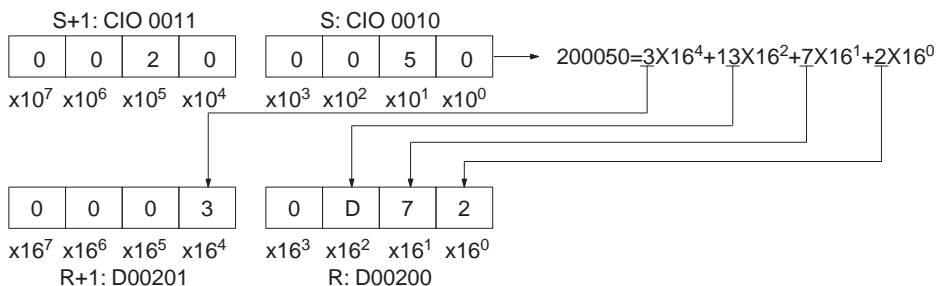 S+1: CIO 0011 S: CIO 0010
0 0 2 0 0 0 5 0 200050=3X16⁴+13X16²+7X16¹+2X16⁰
x10⁷ x10⁶ x10⁵ x10⁴ x10³ x10² x10¹ x10⁰
0 0 0 3 0 D 7 2
x16⁷ x16⁶ x16⁵ x16⁴ x16³ x16² x16¹ x16⁰
R+1: D00201 R: D00200